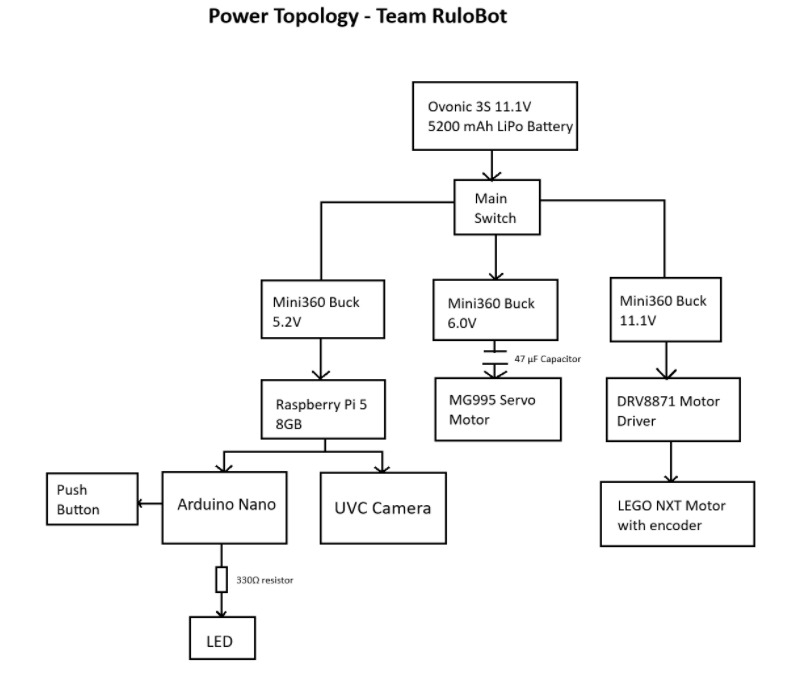 Power Topology - Team RuloBot
Ovonic 3S 11.1V
5200 mAh LiPo Battery
Main
Switch
Mini360 Buck
5.2V
Mini360 Buck
6.0V
Mini360 Buck
11.1V
47 µF Capacitor
Raspberry Pi 5
8GB
MG995 Servo
Motor
DRV8871 Motor
Driver
Push
Button
Arduino Nano
UVC Camera
LEGO NXT Motor
with encoder
330Ω resistor
LED